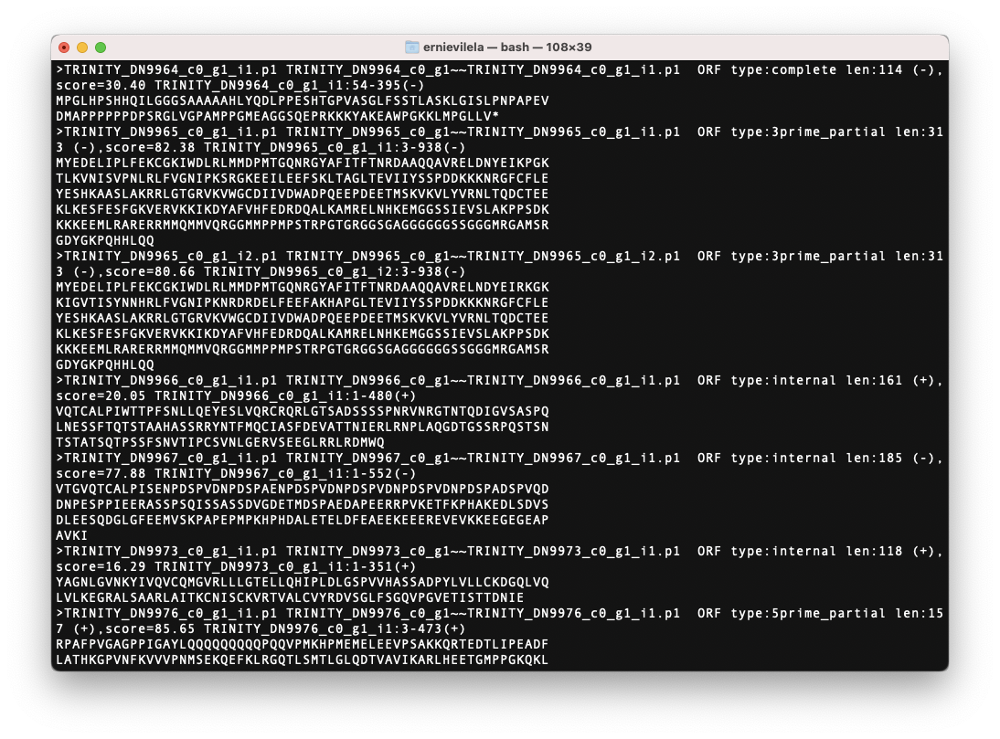 ernievilela — bash — 108×39
>TRINITY_DN9964_c0_g1_i1.p1 TRINITY_DN9964_c0_g1~~TRINITY_DN9964_c0_g1_i1.p1  ORF type:complete len:114 (-),
score=30.40 TRINITY_DN9964_c0_g1_i1:54-395(-)
MPGLHPSHHQILGGGSAAAAAHLYQDLPPESHTGPVASGLFSSTLASKLGISLPNPAPEV
DMAPPPPPPDPSRGLVGPAMPPGMEAGGSQEPRKKKYAKEAWPGKKLMPGLLV*
>TRINITY_DN9965_c0_g1_i1.p1 TRINITY_DN9965_c0_g1~~TRINITY_DN9965_c0_g1_i1.p1  ORF type:3prime_partial len:31
3 (-),score=82.38 TRINITY_DN9965_c0_g1_i1:3-938(-)
MYEDELIPLFEKCGKIWDLRLMMDPMTGQNRGYAFITFTNRDAAQQAVRELDNYEIKPGK
TLKVNISVPNLRLFVGNIPKSRGKEEILEEFSKLTAGLTEVIIYSSPDDKKKNRGFCFLE
YESHKAASLAKRRLGTGRVKVWGCDIIVDWADPQEEPDEETMSKVKVLYVRNLTQDCTEE
KLKESFESFGKVERVKKIKDYAFVHFEDRDQALKAMRELNHKEMGGSSIEVSLAKPPSDK
KKKEEMLRARERRMMQMMVQRGGMMPPMPSTRPGTGRGGSGAGGGGGGSSGGGMRGAMSR
GDYGKPQHHLQQ
>TRINITY_DN9965_c0_g1_i2.p1 TRINITY_DN9965_c0_g1~~TRINITY_DN9965_c0_g1_i2.p1  ORF type:3prime_partial len:31
3 (-),score=80.66 TRINITY_DN9965_c0_g1_i2:3-938(-)
MYEDELIPLFEKCGKIWDLRLMMDPMTGQNRGYAFITFTNRDAAQQAVRELNDYEIRKGK
KIGVTISYNNHRLFVGNIPKNRDRDELFEEFAKHAPGLTEVIIYSSPDDKKKNRGFCFLE
YESHKAASLAKRRLGTGRVKVWGCDIIVDWADPQEEPDEETMSKVKVLYVRNLTQDCTEE
KLKESFESFGKVERVKKIKDYAFVHFEDRDQALKAMRELNHKEMGGSSIEVSLAKPPSDK
KKKEEMLRARERRMMQMMVQRGGMMPPMPSTRPGTGRGGSGAGGGGGGSSGGGMRGAMSR
GDYGKPQHHLQQ
>TRINITY_DN9966_c0_g1_i1.p1 TRINITY_DN9966_c0_g1~~TRINITY_DN9966_c0_g1_i1.p1  ORF type:internal len:161 (+),
score=20.05 TRINITY_DN9966_c0_g1_i1:1-480(+)
VQTCALPIWTTPFSNLLQEYESLVQRCRQRLGTSADSSSSPNRVNRGTNTQDIGVSASPQ
LNESSFTQTSTAAHASSRRYNTFMQCIASFDEVATTNIERLRNPLAQGDTGSSRPQSTSN
TSTATSQTPSSFSNVTIPCSVNLGERVSEEGLRRLRDMWQ
>TRINITY_DN9967_c0_g1_i1.p1 TRINITY_DN9967_c0_g1~~TRINITY_DN9967_c0_g1_i1.p1  ORF type:internal len:185 (-),
score=77.88 TRINITY_DN9967_c0_g1_i1:1-552(-)
VTGVQTCALPISENPDSPVDNPDSPAENPDSPVDNPDSPVDNPDSPVDNPDSPADSPVQD
DNPESPPIEERASSPSQISSASSDVGDETMDSPAEDAPEERRPVKETFKPHAKEDLSDVS
DLEESQDGLGFEEMVSKPAPEPMPKHPHDALETELDFEAEEKEEEREVEVKKEEGEGEAP
AVKI
>TRINITY_DN9973_c0_g1_i1.p1 TRINITY_DN9973_c0_g1~~TRINITY_DN9973_c0_g1_i1.p1  ORF type:internal len:118 (+),
score=16.29 TRINITY_DN9973_c0_g1_i1:1-351(+)
YAGNLGVNKYIVQVCQMGVRLLLGTELLQHIPLDLGSPVVHASSADPYLVLLCKDGQLVQ
LVLKEGRALSAARLAITKCNISCKVRTVALCVYRDVSGLFSGQVPGVETISTTDNIE
>TRINITY_DN9976_c0_g1_i1.p1 TRINITY_DN9976_c0_g1~~TRINITY_DN9976_c0_g1_i1.p1  ORF type:5prime_partial len:15
7 (+),score=85.65 TRINITY_DN9976_c0_g1_i1:3-473(+)
RPAFPVGAGPPIGAYLQQQQQQQQQPQQVPMKHPMEMELEEVPSAKKQRTEDTLIPEADF
LATHKGPVNFKVVVPNMSEKQEFKLRGQTLSMTLGLQDTVAVIKARLHEETGMPPGKQKL